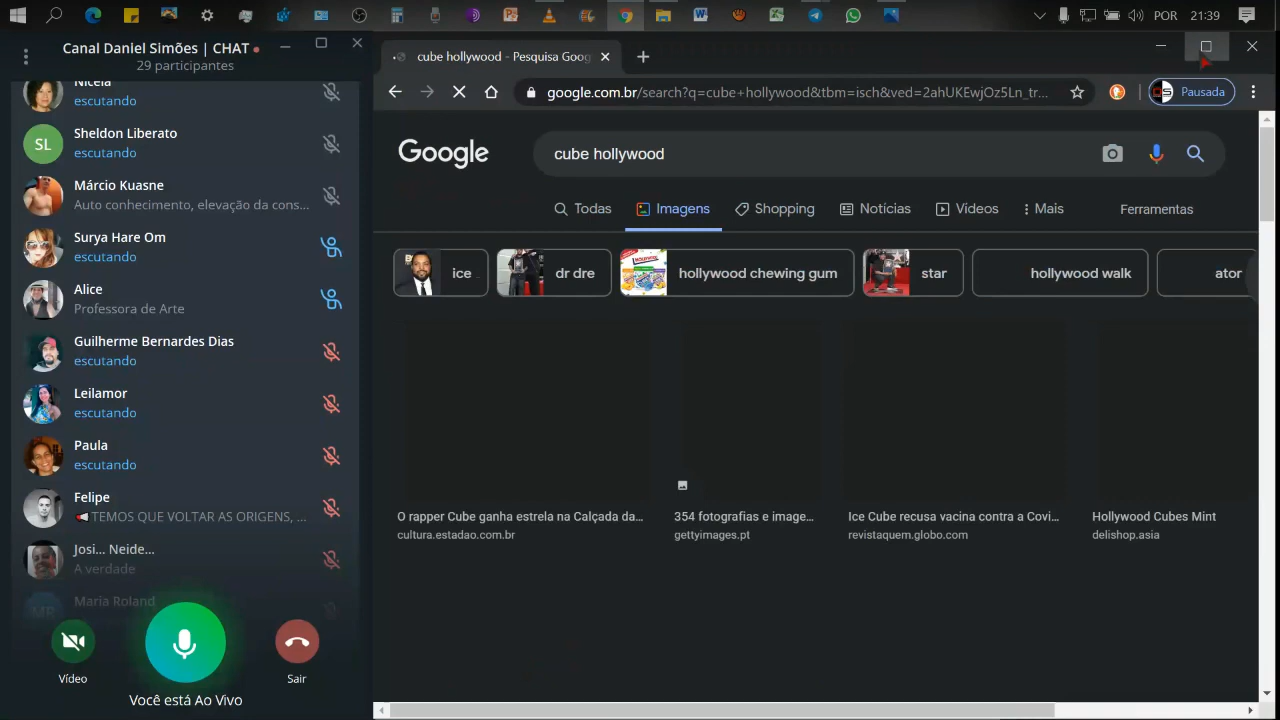 POR
21:39
Canal Daniel Simões | CHAT
29 participantes
Niceia
escutando
SL
Sheldon Liberato
escutando
Márcio Kuasne
Auto conhecimento, elevação da cons...
Surya Hare Om
escutando
Alice
Professora de Arte
Guilherme Bernardes Dias
escutando
Leilamor
escutando
Paula
escutando
Felipe
TEMOS QUE VOLTAR AS ORIGENS, ...
Josi... Neide...
A verdade
MR
Maria Roland
Vídeo
Sair
Você está Ao Vivo
cube hollywood - Pesquisa Goog
google.com.br/search?q=cube+hollywood&tbm=isch&ved=2ahUKEwjOz5Ln_tr...
Pausada
Google
cube hollywood
Todas
Imagens
Shopping
Notícias
Vídeos
Mais
Ferramentas
ice
dr dre
hollywood chewing gum
star
hollywood walk
ator
O rapper Cube ganha estrela na Calçada da...
cultura.estadao.com.br
354 fotografias e image...
gettyimages.pt
Ice Cube recusa vacina contra a Covi...
revistaquem.globo.com
Hollywood Cubes Mint
delishop.asia